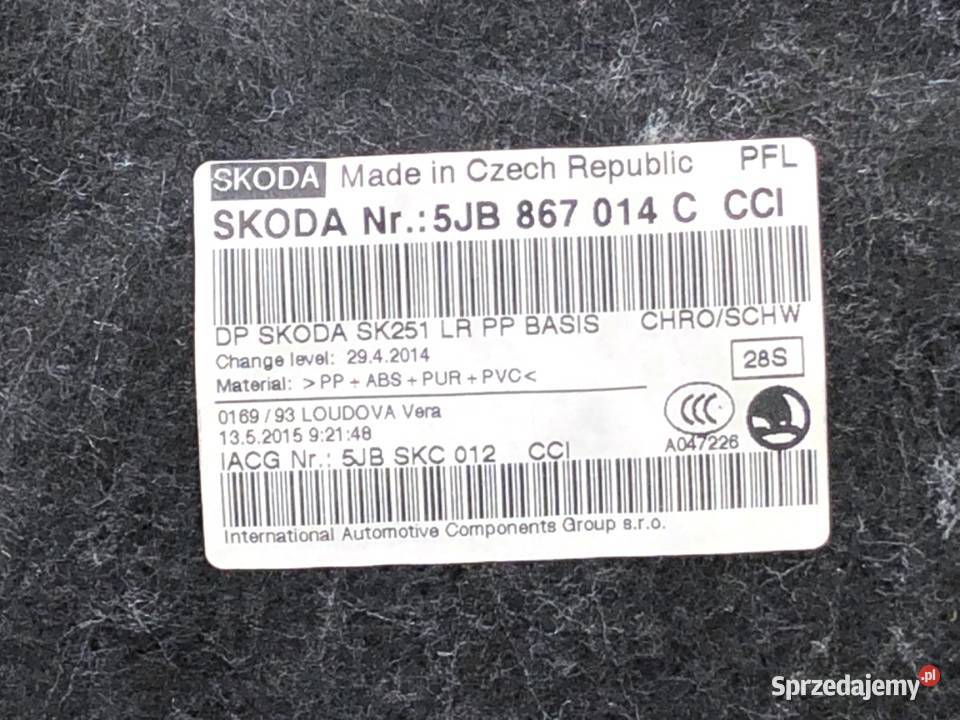 SKODA Made in Czech Republic PFL
SKODA Nr.: 5JB 867 014 C CCI
DP SKODA SK251 LR PP BASIS CHRO/SCHW
Change level: 29.4.2014
28S
Material: >PP+ABS+PUR+PVC<
0169/93 LOUDOVA Vera
13.5.2015 9:21:48
CCC
A047226
IACG Nr.: 5JB SKC 012 CCI
International Automotive Components Group s.r.o.
Sprzedajemy.pl